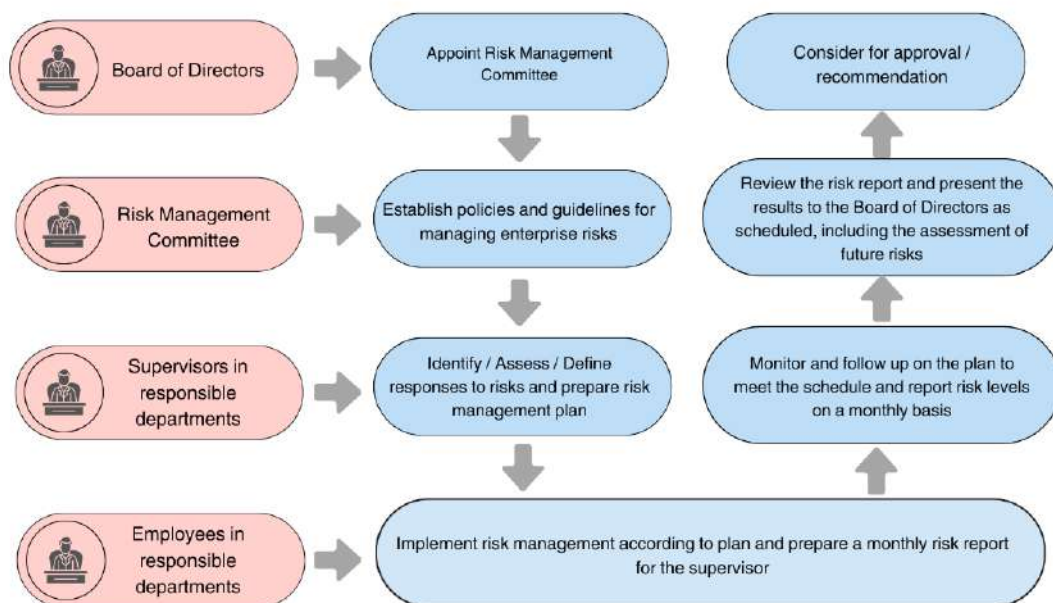 Board of Directors
Appoint Risk Management
Committee
Consider for approval /
recommendation
Risk Management
Committee
Establish policies and guidelines for
managing enterprise risks
Review the risk report and present the
results to the Board of Directors as
scheduled, including the assessment of
future risks
Supervisors in
responsible
departments
Identify / Assess / Define
responses to risks and prepare risk
management plan
Monitor and follow up on the plan to
meet the schedule and report risk levels
on a monthly basis
Employees in
responsible
departments
Implement risk management according to plan and prepare a monthly risk report
for the supervisor